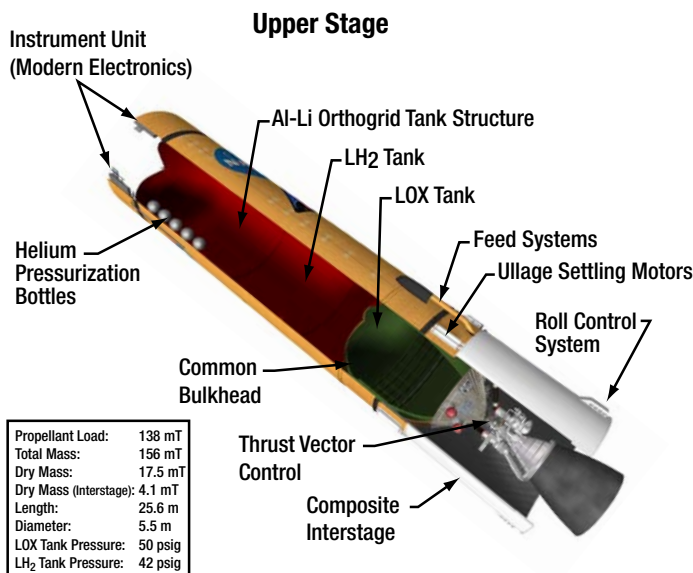 Upper Stage
Instrument Unit
(Modern Electronics)
Al-Li Orthogrid Tank Structure
LH2 Tank
LOX Tank
Feed Systems
Ullage Settling Motors
Helium
Pressurization
Bottles
Roll Control
System
Common
Bulkhead
Thrust Vector
Control
Composite
Interstage
Propellant Load: 138 mT
Total Mass: 156 mT
Dry Mass: 17.5 mT
Dry Mass (Interstage): 4.1 mT
Length: 25.6 m
Diameter: 5.5 m
LOX Tank Pressure: 50 psig
LH2 Tank Pressure: 42 psig